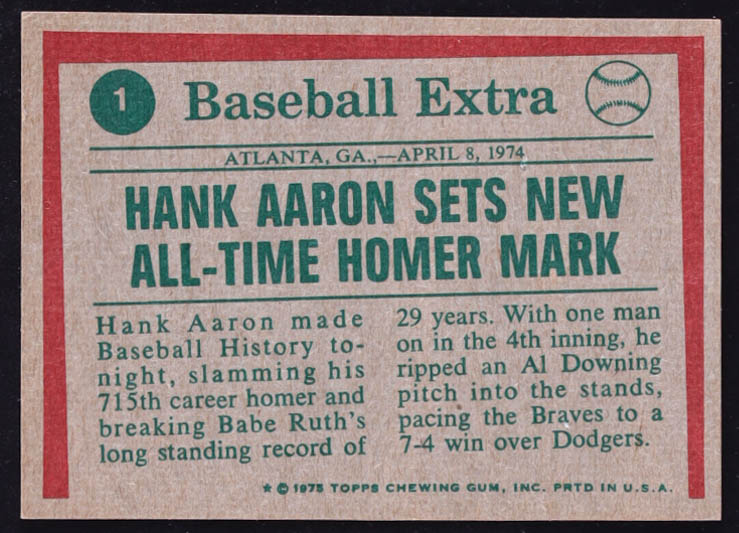 1
Baseball Extra
ATLANTA, GA.,—APRIL 8, 1974
HANK AARON SETS NEW
ALL-TIME HOMER MARK
Hank Aaron made
Baseball History to-
night, slamming his
715th career homer and
breaking Babe Ruth's
long standing record of
29 years. With one man
on in the 4th inning, he
ripped an Al Downing
pitch into the stands,
pacing the Braves to a
7-4 win over Dodgers.
★ © 1975 TOPPS CHEWING GUM, INC. PRTD IN U.S.A.